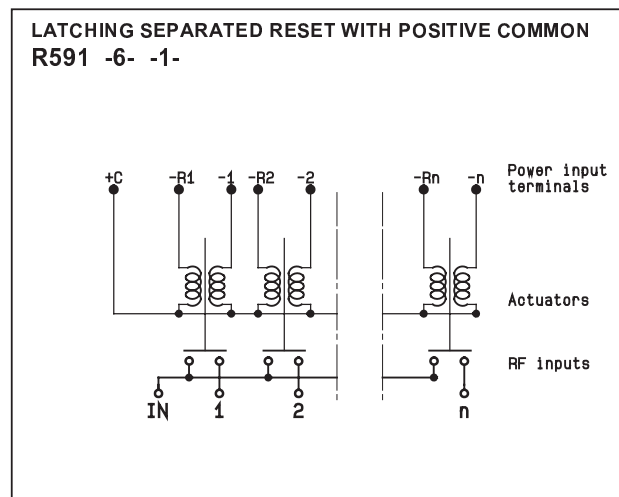 LATCHING SEPARATED RESET WITH POSITIVE COMMON
R591 -6- -1-
+C -R1 -1 -R2 -2 -Rn -n
Power input
terminals
Actuators
RF inputs
IN 1 2 n